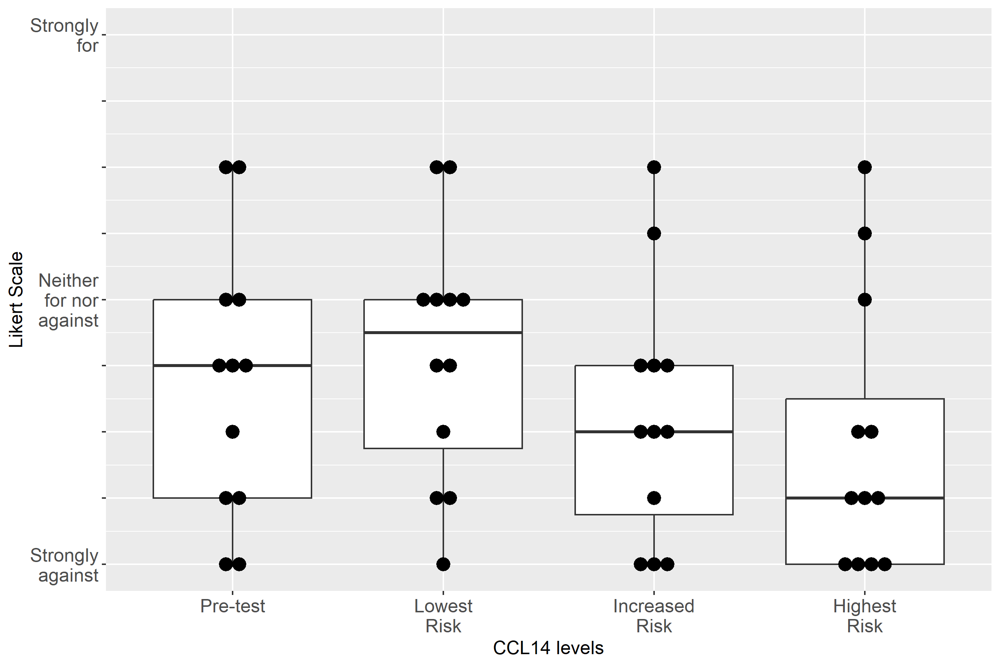 Strongly
for
Neither
for nor
against
Strongly
against
Likert Scale
Pre-test
Lowest
Risk
Increased
Risk
Highest
Risk
CCL14 levels